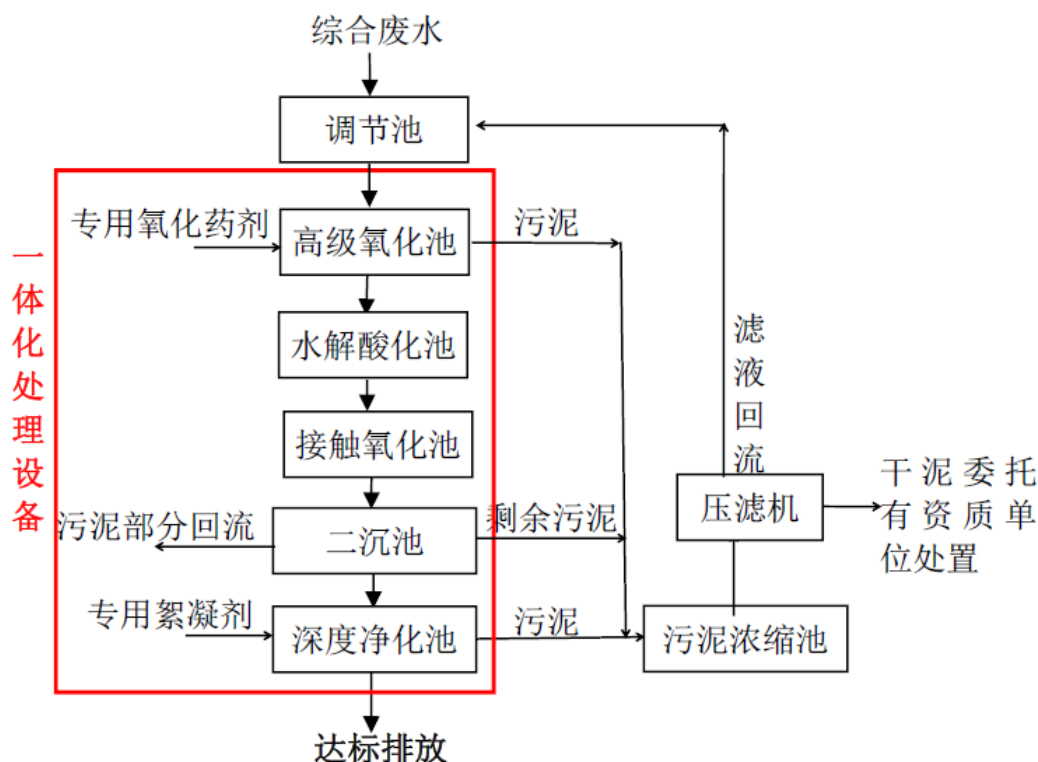 综合废水
调节池
专用氧化药剂
高级氧化池
污泥
水解酸化池
接触氧化池
污泥部分回流
二沉池
剩余污泥
专用絮凝剂
深度净化池
污泥
达标排放
一体化处理设备
滤液回流
压滤机
干泥委托
有资质单
位处置
污泥浓缩池